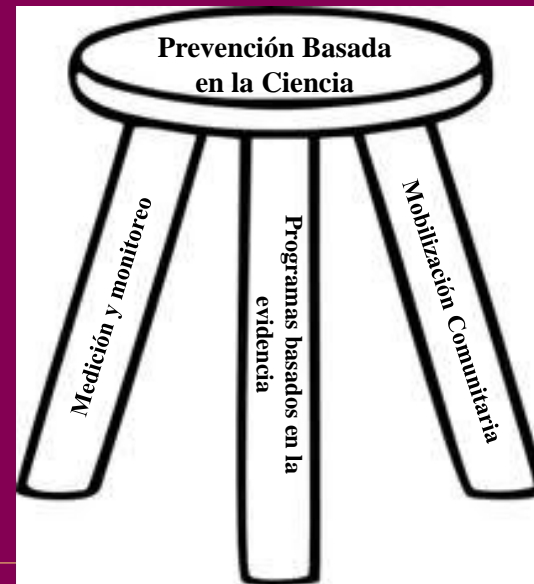 Prevención Basada
en la Ciencia
Medición y monitoreo
Programas basados en la
evidencia
Mobilización Comunitaria